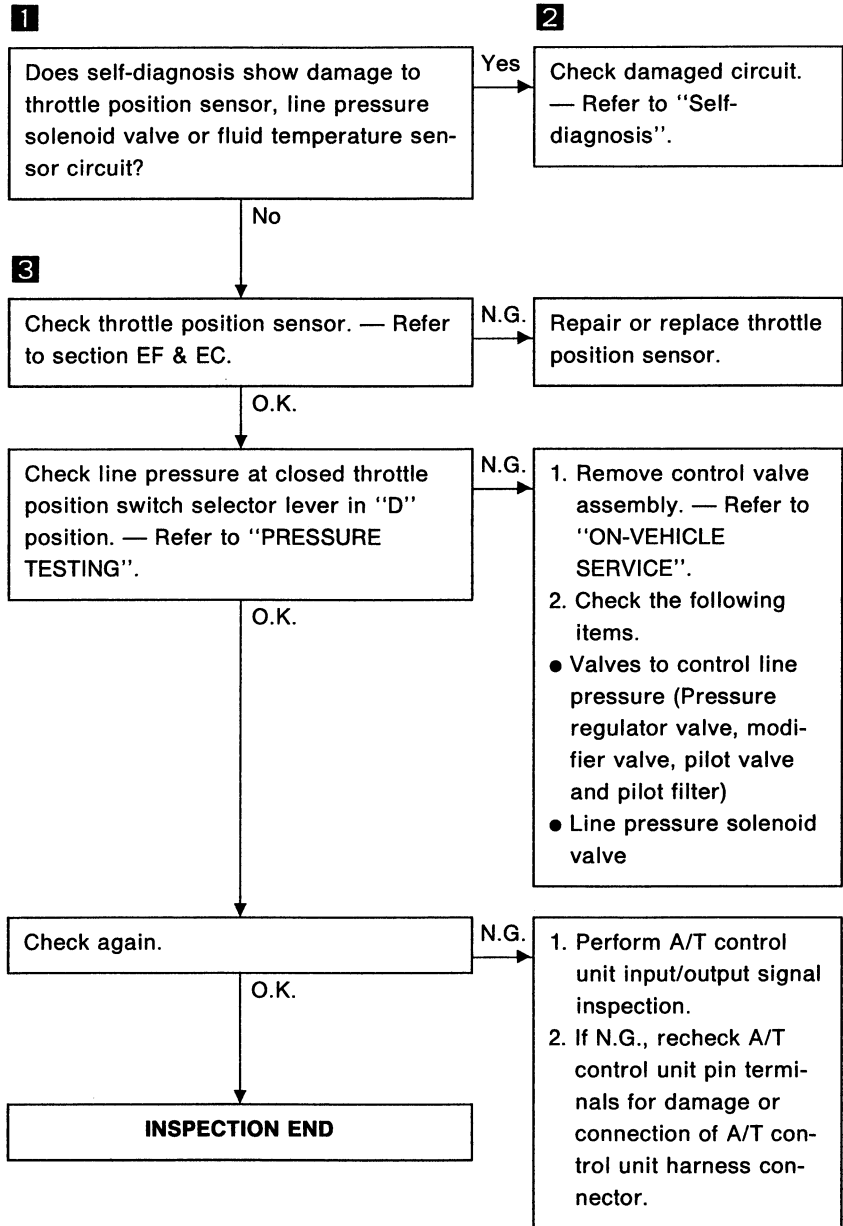 1
Does self-diagnosis show damage to
throttle position sensor, line pressure
solenoid valve or fluid temperature sen-
sor circuit?
Yes
2
Check damaged circuit.
— Refer to ‘‘Self-
diagnosis’’.
No
3
Check throttle position sensor. — Refer
to section EF & EC.
N.G.
Repair or replace throttle
position sensor.
O.K.
Check line pressure at closed throttle
position switch selector lever in ‘‘D’’
position. — Refer to ‘‘PRESSURE
TESTING’’.
N.G.
1. Remove control valve
assembly. — Refer to
‘‘ON-VEHICLE
SERVICE’’.
2. Check the following
items.
● Valves to control line
pressure (Pressure
regulator valve, modi-
fier valve, pilot valve
and pilot filter)
● Line pressure solenoid
valve
O.K.
Check again.
N.G.
1. Perform A/T control
unit input/output signal
inspection.
2. If N.G., recheck A/T
control unit pin termi-
nals for damage or
connection of A/T con-
trol unit harness con-
nector.
O.K.
INSPECTION END